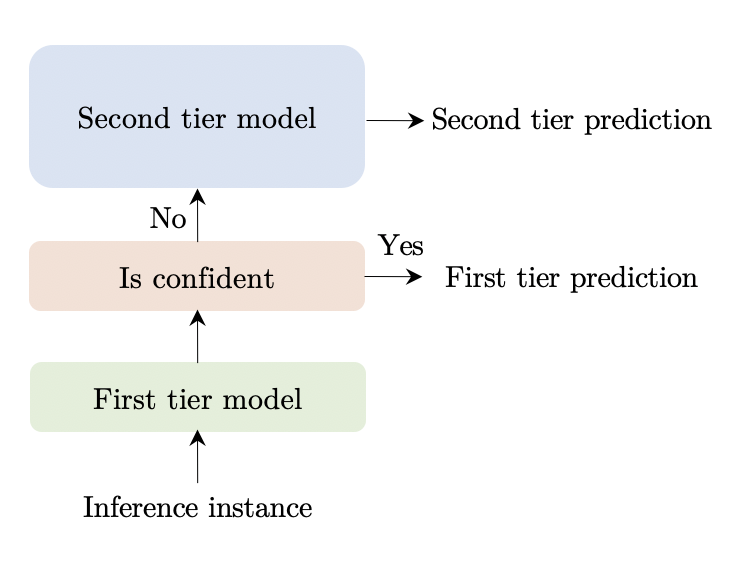 Second tier model
Second tier prediction
No
Yes
Is confident
First tier prediction
First tier model
Inference instance